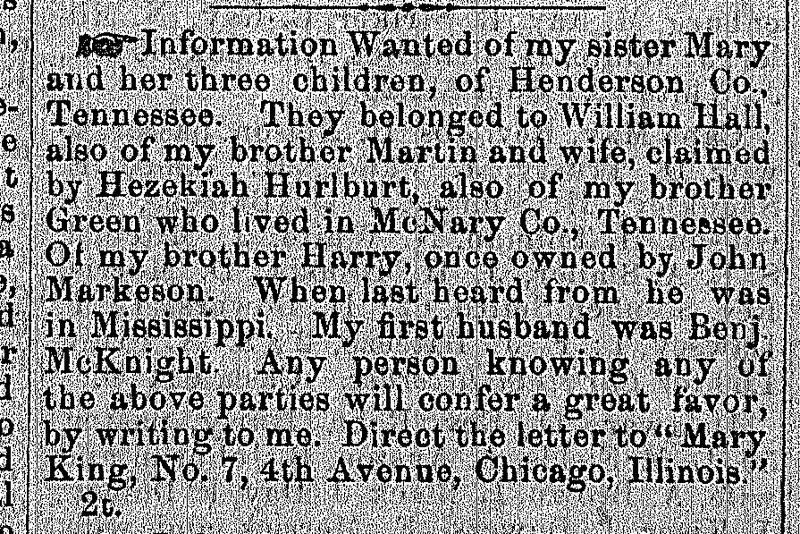 Information Wanted of my sister Mary
and her three children, of Henderson Co.,
Tennessee. They belonged to William Hall,
also of my brother Martin and wife, claimed
by Hezekiah Hurlburt, also of my brother
Green who lived in McNary Co., Tennessee.
Of my brother Harry, once owned by John
Markeson. When last heard from he was
in Mississippi. My first husband was Benj.
McKnight. Any person knowing any of
the above parties will confer a great favor,
by writing to me. Direct the letter to "Mary
King, No. 7, 4th Avenue, Chicago, Illinois."
2t.